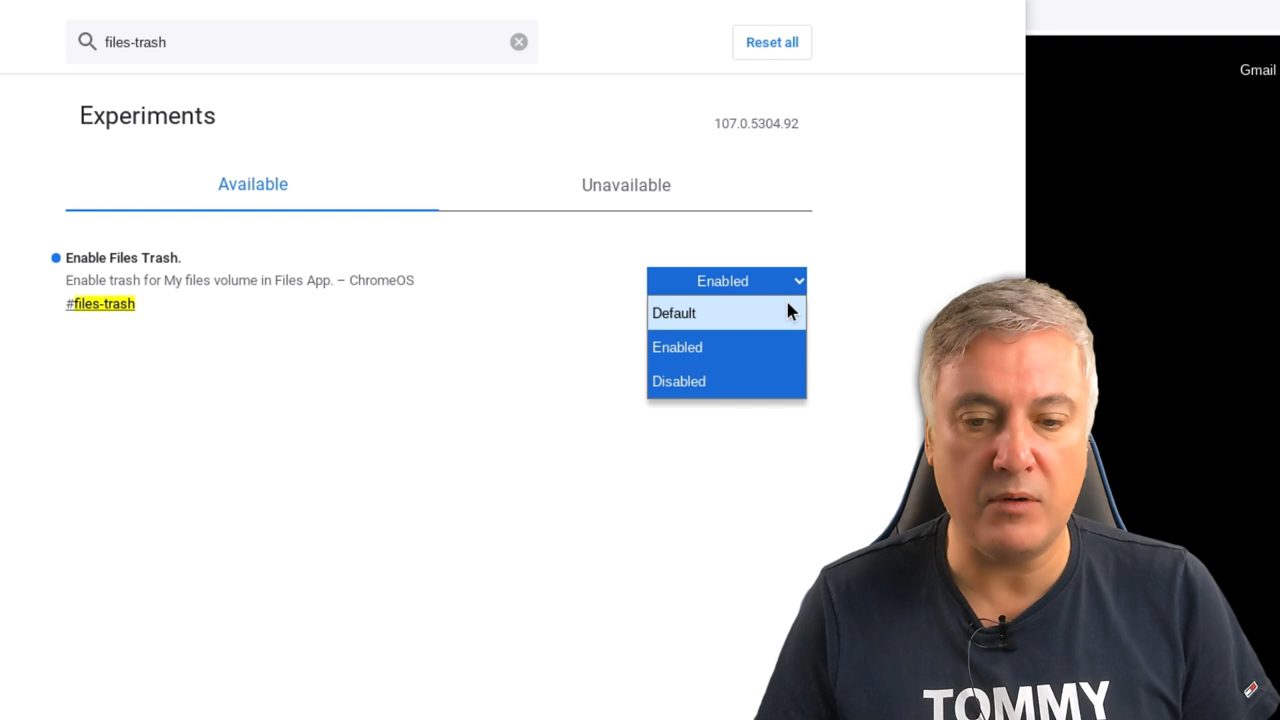 files-trash
Reset all
Gmail
Experiments
107.0.5304.92
Available
Unavailable
Enable Files Trash.
Enable trash for My files volume in Files App. – ChromeOS
#files-trash
Enabled
Default
Enabled
Disabled
TOMMY